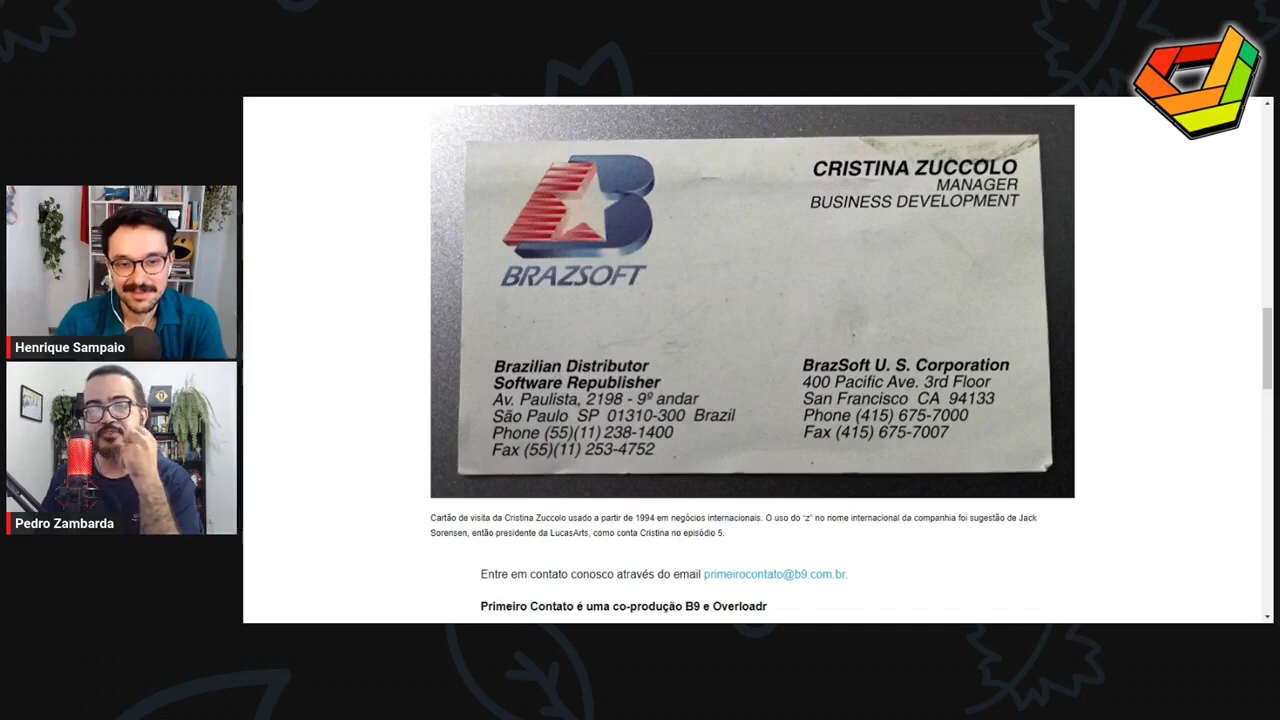 BRAZSOFT
CRISTINA ZUCCOLO
MANAGER
BUSINESS DEVELOPMENT
Brazilian Distributor
Software Republisher
Av. Paulista, 2198 - 9º andar
São Paulo SP 01310-300 Brazil
Phone (55)(11) 238-1400
Fax (55)(11) 253-4752
BrazSoft U. S. Corporation
400 Pacific Ave. 3rd Floor
San Francisco CA 94133
Phone (415) 675-7000
Fax (415) 675-7007
Cartão de visita da Cristina Zuccolo usado a partir de 1994 em negócios internacionais. O uso do 'z' no nome internacional da companhia foi sugestão de Jack
Sorensen, então presidente da LucasArts, como conta Cristina no episódio 5.
Entre em contato conosco através do email primeirocontato@b9.com.br.
Primeiro Contato é uma co-produção B9 e Overloadr
Henrique Sampaio
Pedro Zambarda